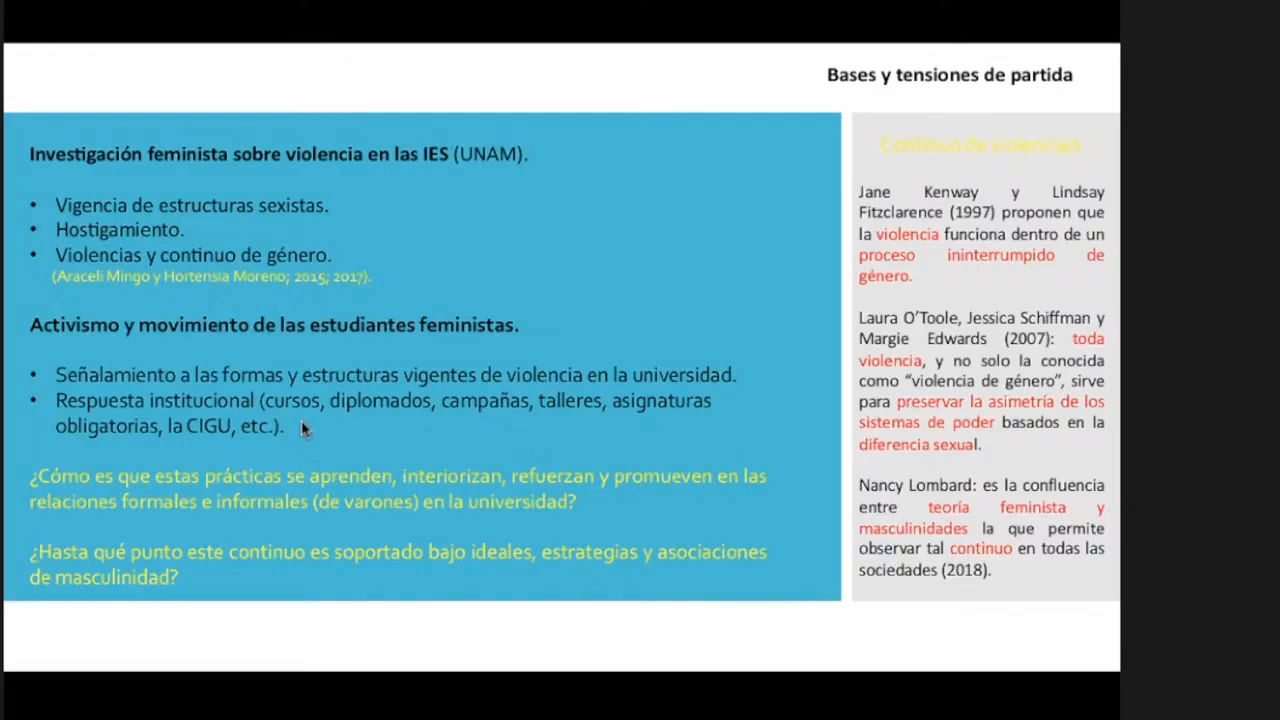 Bases y tensiones de partida
Investigación feminista sobre violencia en las IES (UNAM).
• Vigencia de estructuras sexistas.
• Hostigamiento.
• Violencias y continuo de género.
(Araceli Mingo y Hortensia Moreno; 2015; 2017).
Activismo y movimiento de las estudiantes feministas.
• Señalamiento a las formas y estructuras vigentes de violencia en la universidad.
• Respuesta institucional (cursos, diplomados, campañas, talleres, asignaturas
obligatorias, la CIGU, etc.).
¿Cómo es que estas prácticas se aprenden, interiorizan, refuerzan y promueven en las
relaciones formales e informales (de varones) en la universidad?
¿Hasta qué punto este continuo es soportado bajo ideales, estrategias y asociaciones
de masculinidad?
Continuo de violencia/s
Jane Kenway y Lindsay
Fitzclarence (1997) proponen que
la violencia funciona dentro de un
proceso ininterrumpido de
género.
Laura O’Toole, Jessica Schiffman y
Margie Edwards (2007): toda
violencia, y no solo la conocida
como “violencia de género”, sirve
para preservar la asimetría de los
sistemas de poder basados en la
diferencia sexual.
Nancy Lombard: es la confluencia
entre teoría feminista y
masculinidades la que permite
observar tal continuo en todas las
sociedades (2018).